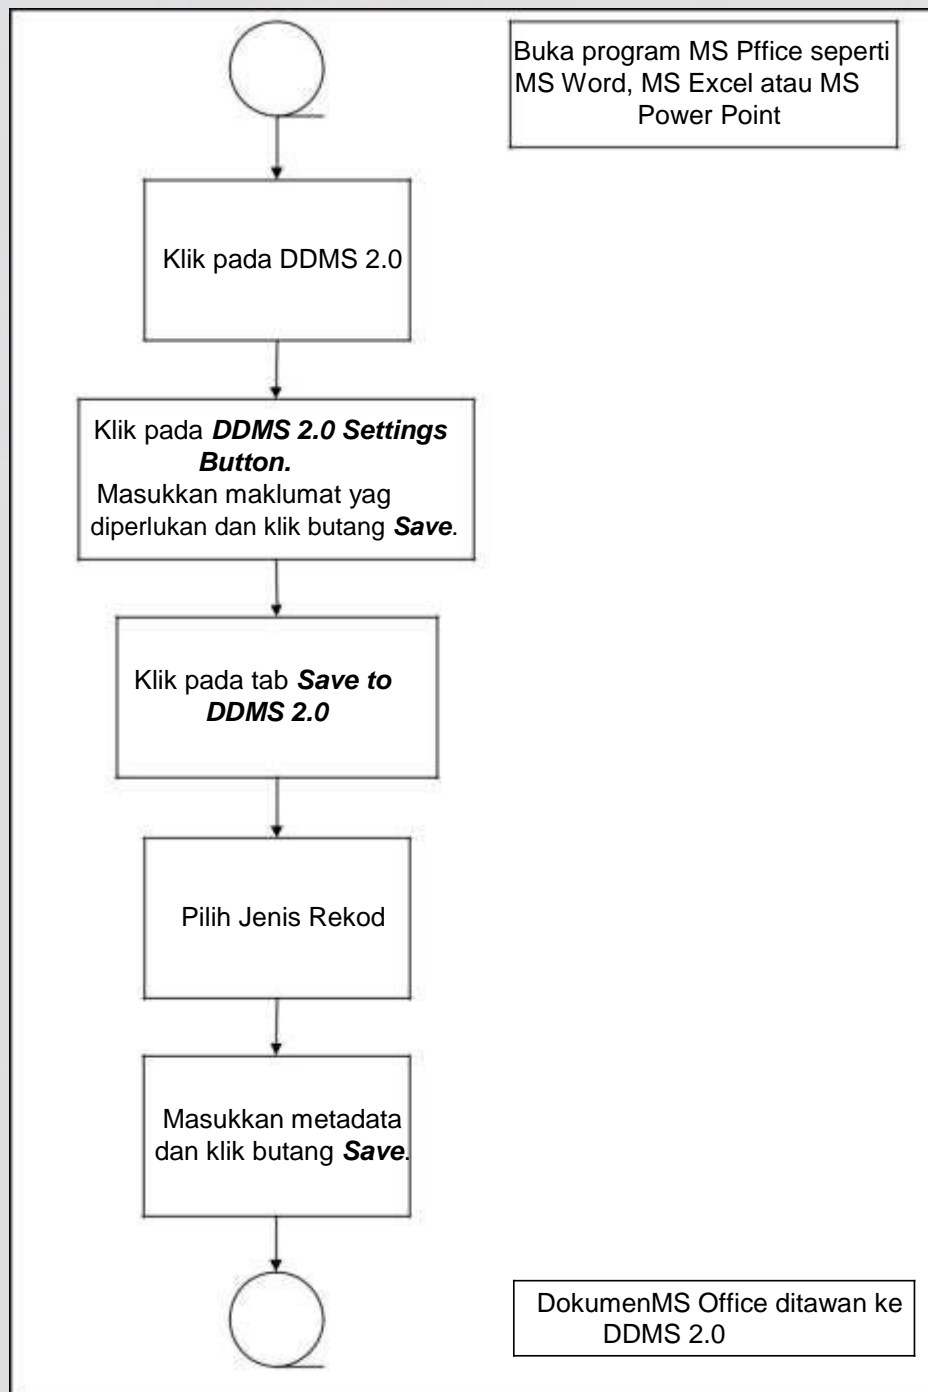 Buka program MS Pffice seperti
MS Word, MS Excel atau MS
Power Point
Klik pada DDMS 2.0
Klik pada DDMS 2.0 Settings
Button.
Masukkan maklumat yag
diperlukan dan klik butang Save.
Klik pada tab Save to
DDMS 2.0
Pilih Jenis Rekod
Masukkan metadata
dan klik butang Save.
DokumenMS Office ditawan ke
DDMS 2.0